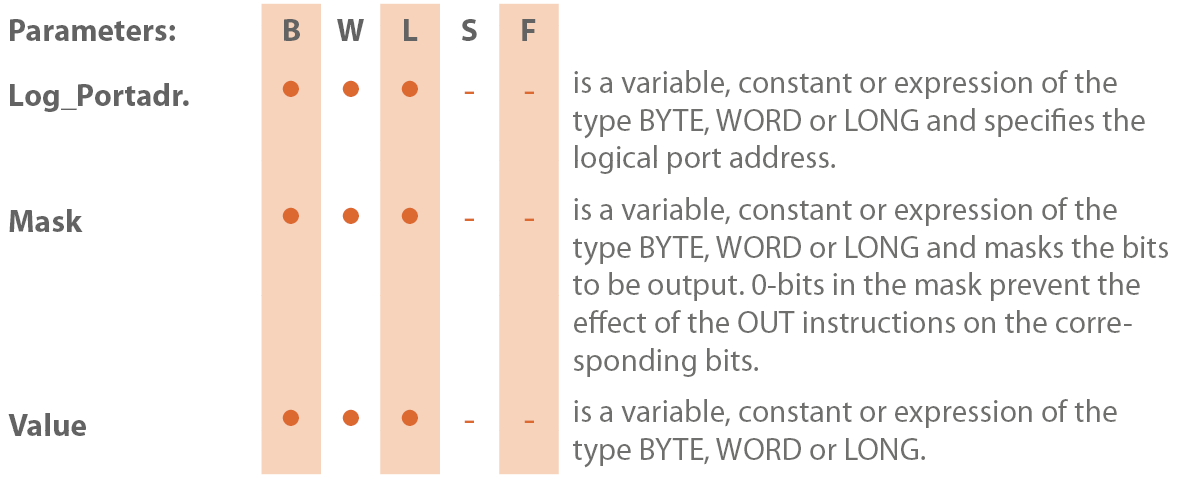 Parameters: B W L S F
Log_Portadr. ● ● ● - - is a variable, constant or expression of the
type BYTE, WORD or LONG and specifies the
logical port address.
Mask ● ● ● - - is a variable, constant or expression of the
type BYTE, WORD or LONG and masks the bits
to be output. 0-bits in the mask prevent the
effect of the OUT instructions on the corre-
sponding bits.
Value ● ● ● - - is a variable, constant or expression of the
type BYTE, WORD or LONG.